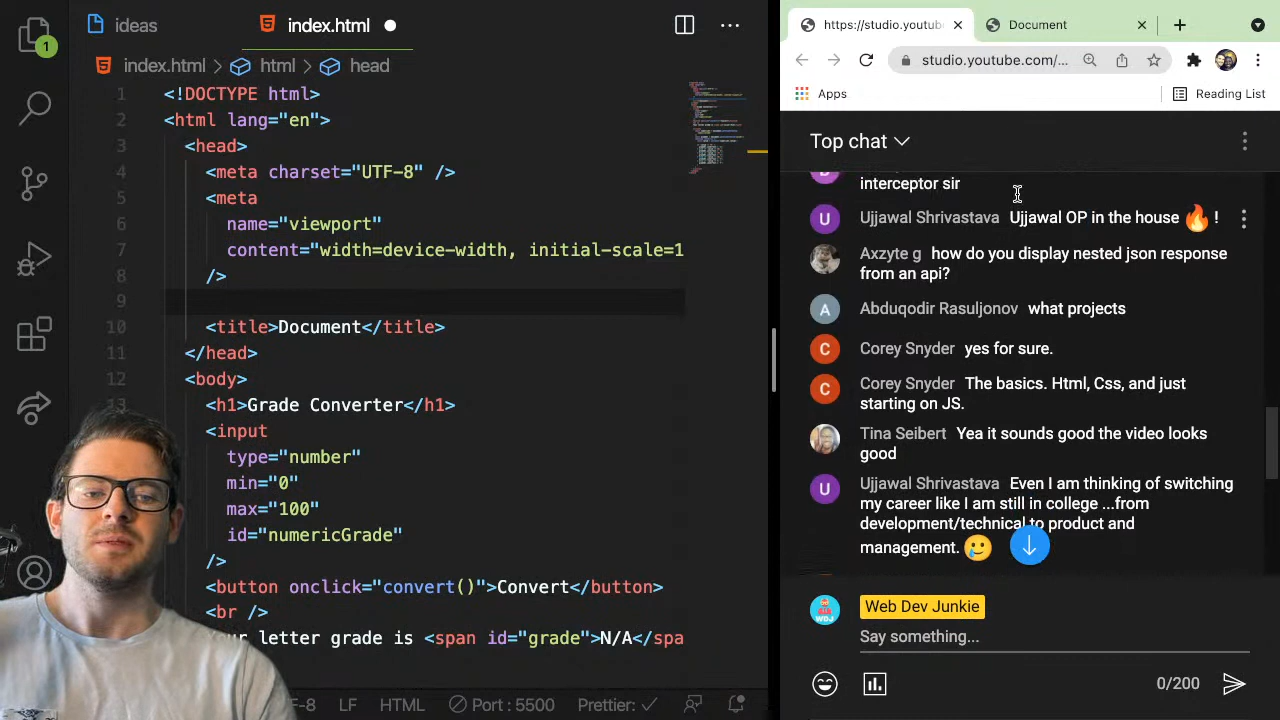 1
ideas
index.html
index.html > html > head
1 <!DOCTYPE html>
2 <html lang="en">
3 <head>
4 <meta charset="UTF-8" />
5 <meta
6 name="viewport"
7 content="width=device-width, initial-scale=1
8 />
9
10 <title>Document</title>
11 </head>
12 <body>
13 <h1>Grade Converter</h1>
<input
type="number"
min="0"
max="100"
id="numericGrade"
/>
<button onclick="convert()">Convert</button>
<br />
letter grade is <span id="grade">N/A</spa
LF
HTML
Port : 5500
Prettier:
https://studio.youtub
Document
studio.youtube.com/...
Apps
Reading List
Top chat
interceptor sir
U
Ujjawal Shrivastava Ujjawal OP in the house 🔥 !
Axzyte g how do you display nested json response
from an api?
A
Abduqodir Rasuljonov what projects
C
Corey Snyder yes for sure.
C
Corey Snyder The basics. Html, Css, and just
starting on JS.
Tina Seibert Yea it sounds good the video looks
good
U
Ujjawal Shrivastava Even I am thinking of switching
my career like I am still in college ...from
development/technical to product and
management. 🥲
WDJ
Web Dev Junkie
Say something...
0/200